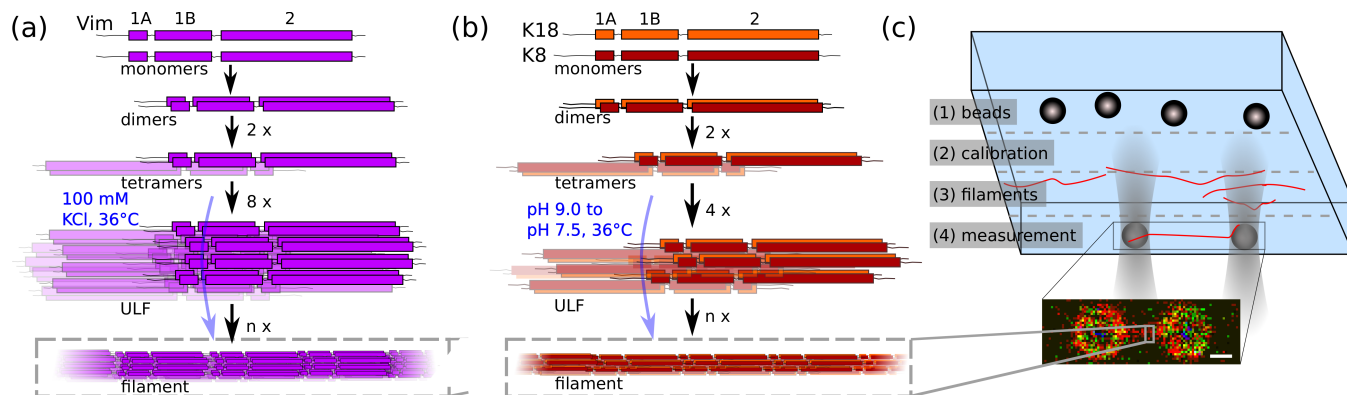 (a)
Vim
1A 1B 2
monomers
dimers
2 x
tetramers
100 mM
KCl, 36°C
8 x
ULF
n x
filament
(b)
1A 1B 2
K18
K8
monomers
dimers
2 x
tetramers
pH 9.0 to
pH 7.5, 36°C
4 x
ULF
n x
filament
(c)
(1) beads
(2) calibration
(3) filaments
(4) measurement